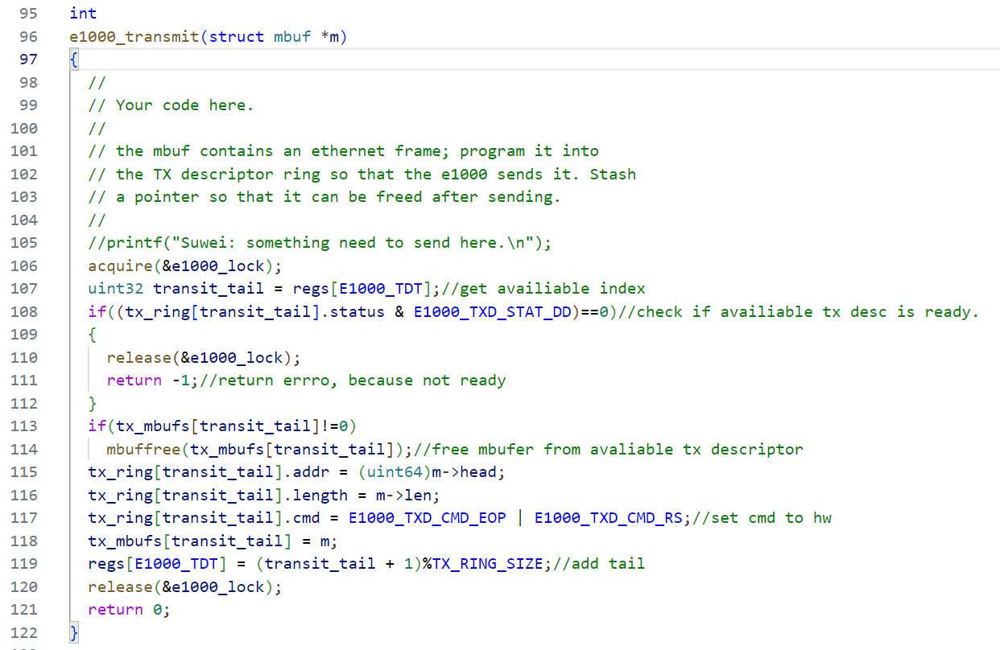 95 int
96 e1000_transmit(struct mbuf *m)
97 {
98 //
99 // Your code here.
100 //
101 // the mbuf contains an ethernet frame; program it into
102 // the TX descriptor ring so that the e1000 sends it. Stash
103 // a pointer so that it can be freed after sending.
104 //
105 //printf("Suwei: something need to send here.\n");
106 acquire(&e1000_lock);
107 uint32 transit_tail = regs[E1000_TDT];//get availiable index
108 if((tx_ring[transit_tail].status & E1000_TXD_STAT_DD)==0)//check if availiable tx desc is ready.
109 {
110 release(&e1000_lock);
111 return -1;//return errro, because not ready
112 }
113 if(tx_mbufs[transit_tail]!=0)
114 mbuffree(tx_mbufs[transit_tail]);//free mbufer from avaliable tx descriptor
115 tx_ring[transit_tail].addr = (uint64)m->head;
116 tx_ring[transit_tail].length = m->len;
117 tx_ring[transit_tail].cmd = E1000_TXD_CMD_EOP | E1000_TXD_CMD_RS;//set cmd to hw
118 tx_mbufs[transit_tail] = m;
119 regs[E1000_TDT] = (transit_tail + 1)%TX_RING_SIZE;//add tail
120 release(&e1000_lock);
121 return 0;
122 }